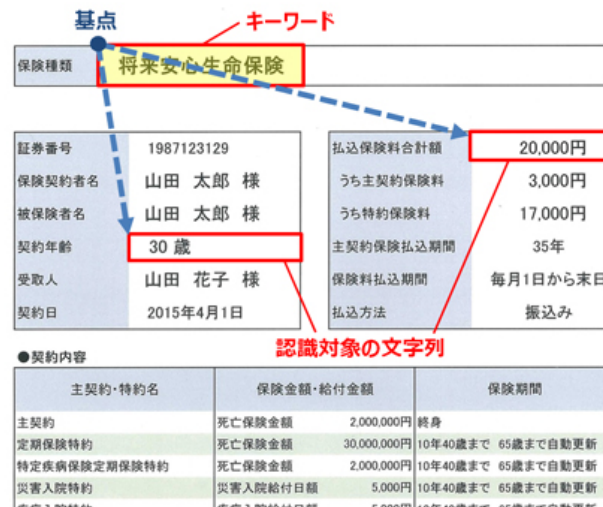 基点
キーワード
保険種類 将来安心生命保険
証券番号 1987123129
保険契約者名 山田 太郎 様
被保険者名 山田 太郎 様
契約年齢 30 歳
受取人 山田 花子 様
契約日 2015年4月1日
払込保険料合計額 20,000円
うち主契約保険料 3,000円
うち特約保険料 17,000円
主契約保険払込期間 35年
保険料払込期間 毎月1日から末日
払込方法 振込み
認識対象の文字列
●契約内容
主契約・特約名 保険金額・給付金額 保険期間
主契約 死亡保険金額 2,000,000円 終身
定期保険特約 死亡保険金額 30,000,000円 10年40歳まで 65歳まで自動更新
特定疾病保険定期保険特約 死亡保険金額 2,000,000円 10年40歳まで 65歳まで自動更新
災害入院特約 災害入院給付日額 5,000円 10年40歳まで 65歳まで自動更新